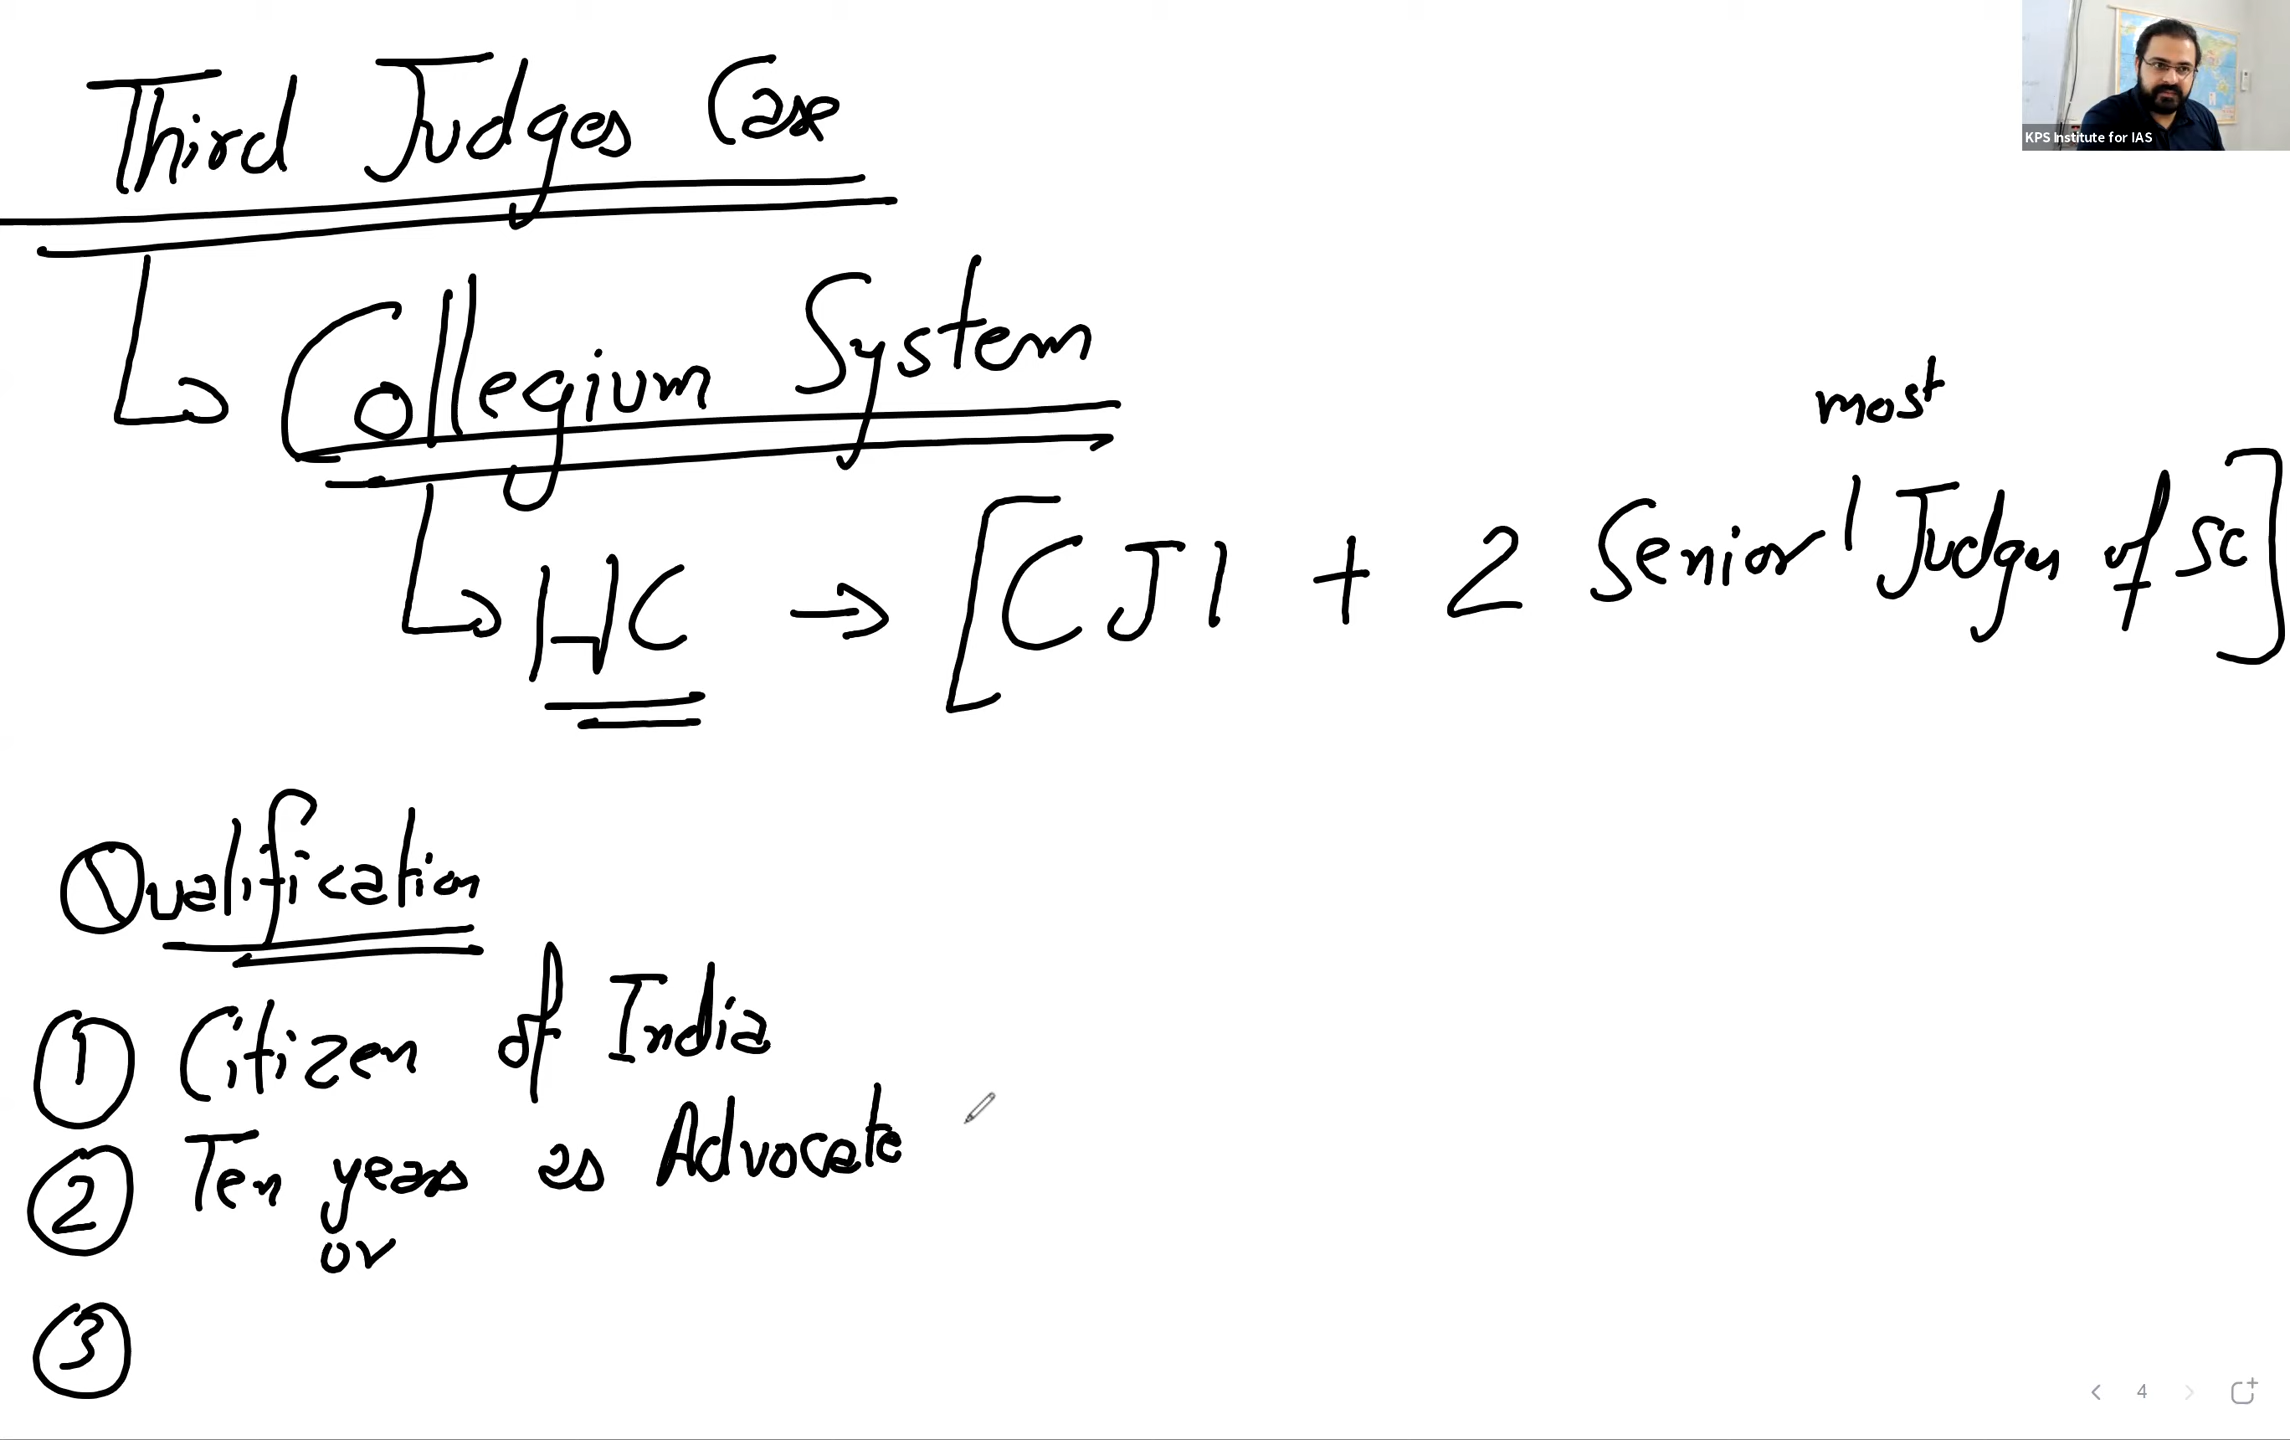 Third Judges Case
KPS Institute for IAS
Collegium System
most
HC → [CJI + 2 Senior Judges of SC]
Qualification
① Citizen of India
② Ten years as Advocate
or
③
4